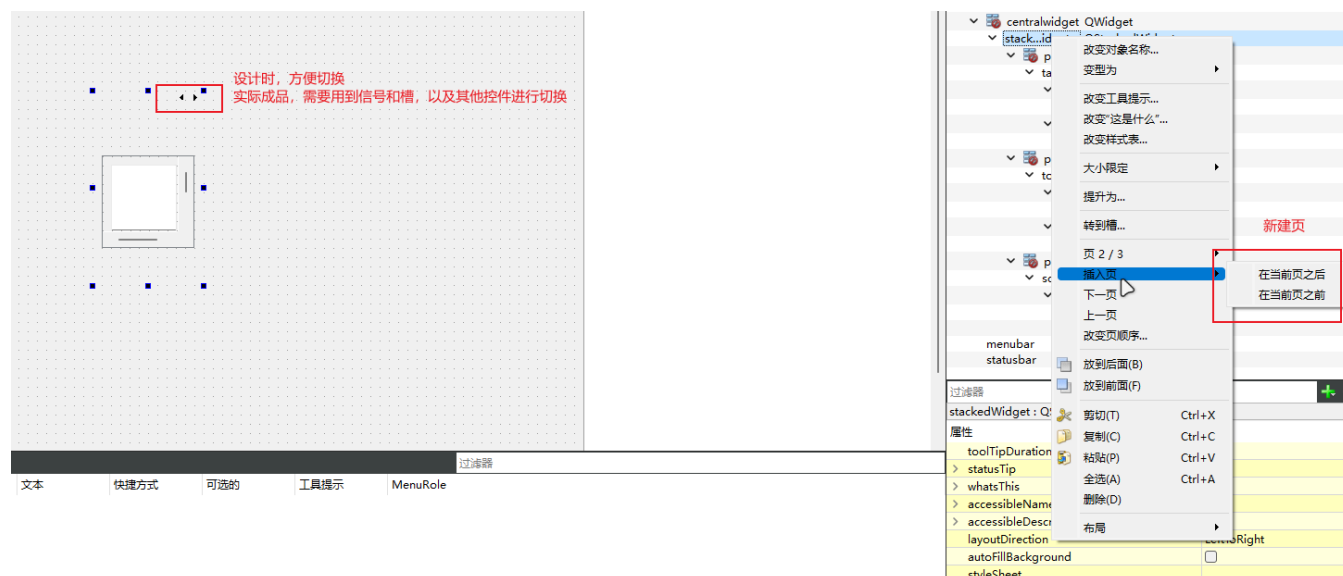 设计时，方便切换
实际成品，需要用到信号和槽，以及其他控件进行切换
centralwidget QWidget
stack...id
p
ta
p
tc
p
sc
menubar
statusbar
改变对象名称...
变型为
改变工具提示...
改变“这是什么”...
改变样式表...
大小限定
提升为...
转到槽...
页 2 / 3
插入页
下一页
上一页
改变页顺序...
放到后面(B)
放到前面(F)
剪切(T) Ctrl+X
复制(C) Ctrl+C
粘贴(P) Ctrl+V
全选(A) Ctrl+A
删除(D)
布局
新建页
在当前页之后
在当前页之前
过滤器
stackedWidget : Q
属性
toolTipDuration
statusTip
whatsThis
accessibleName
accessibleDescr
layoutDirection
autoFillBackground
styleSheet
过滤器
文本 快捷方式 可选的 工具提示 MenuRole